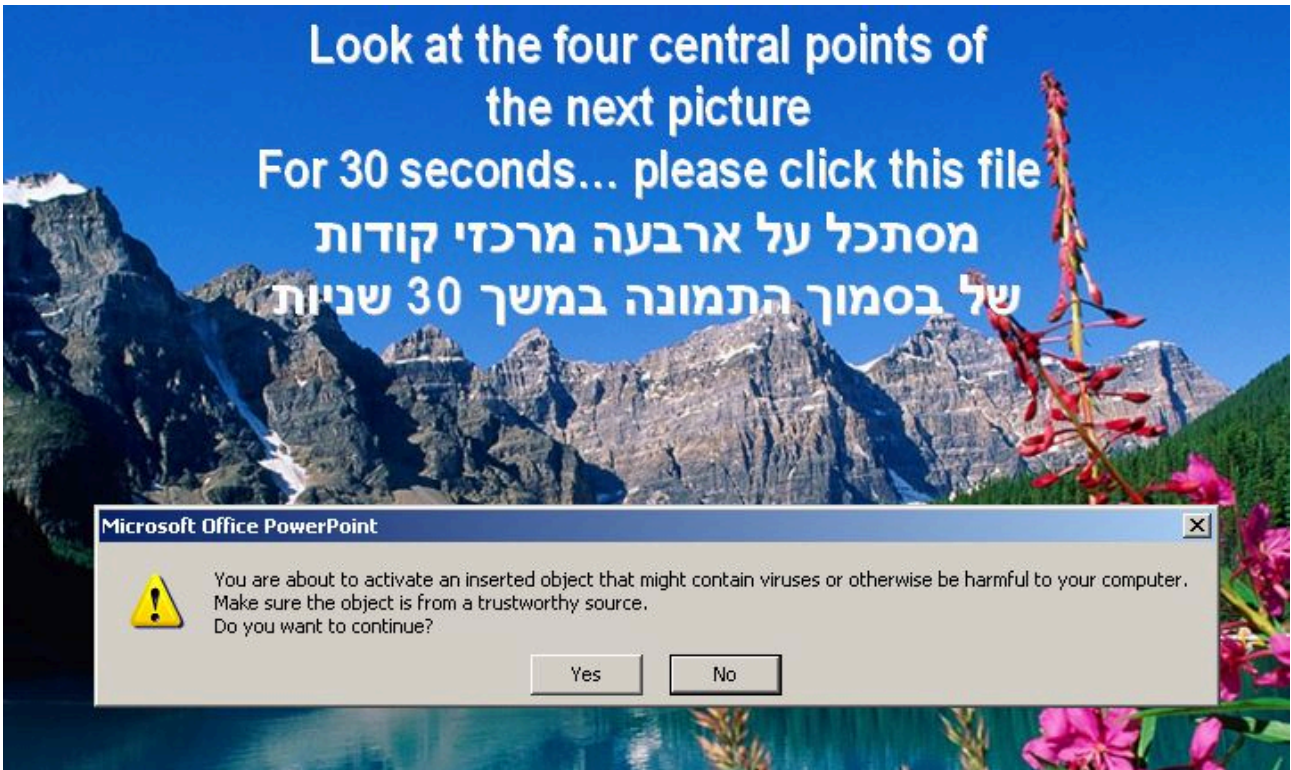 Look at the four central points of
the next picture
For 30 seconds... please click this file
מסתכל על ארבעה מרכזי קודות
של בסמוך התמונה במשך 30 שניות
Microsoft Office PowerPoint
You are about to activate an inserted object that might contain viruses or otherwise be harmful to your computer.
Make sure the object is from a trustworthy source.
Do you want to continue?
Yes No